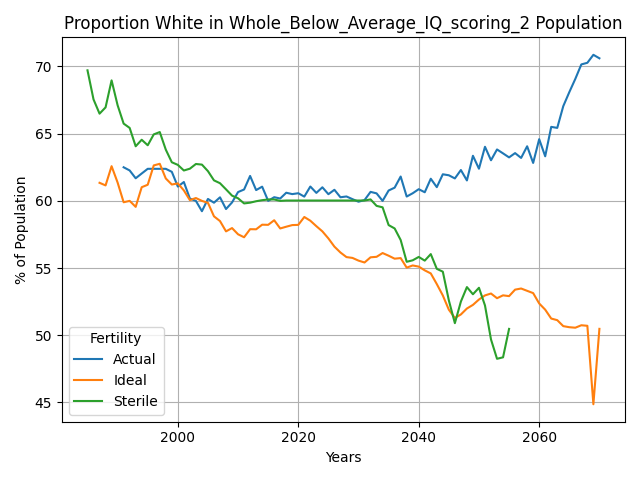 Proportion White in Whole_Below_Average_IQ_scoring_2 Population
% of Population
70
65
60
55
50
45
Fertility
Actual
Ideal
Sterile
2000 2020 2040 2060
Years